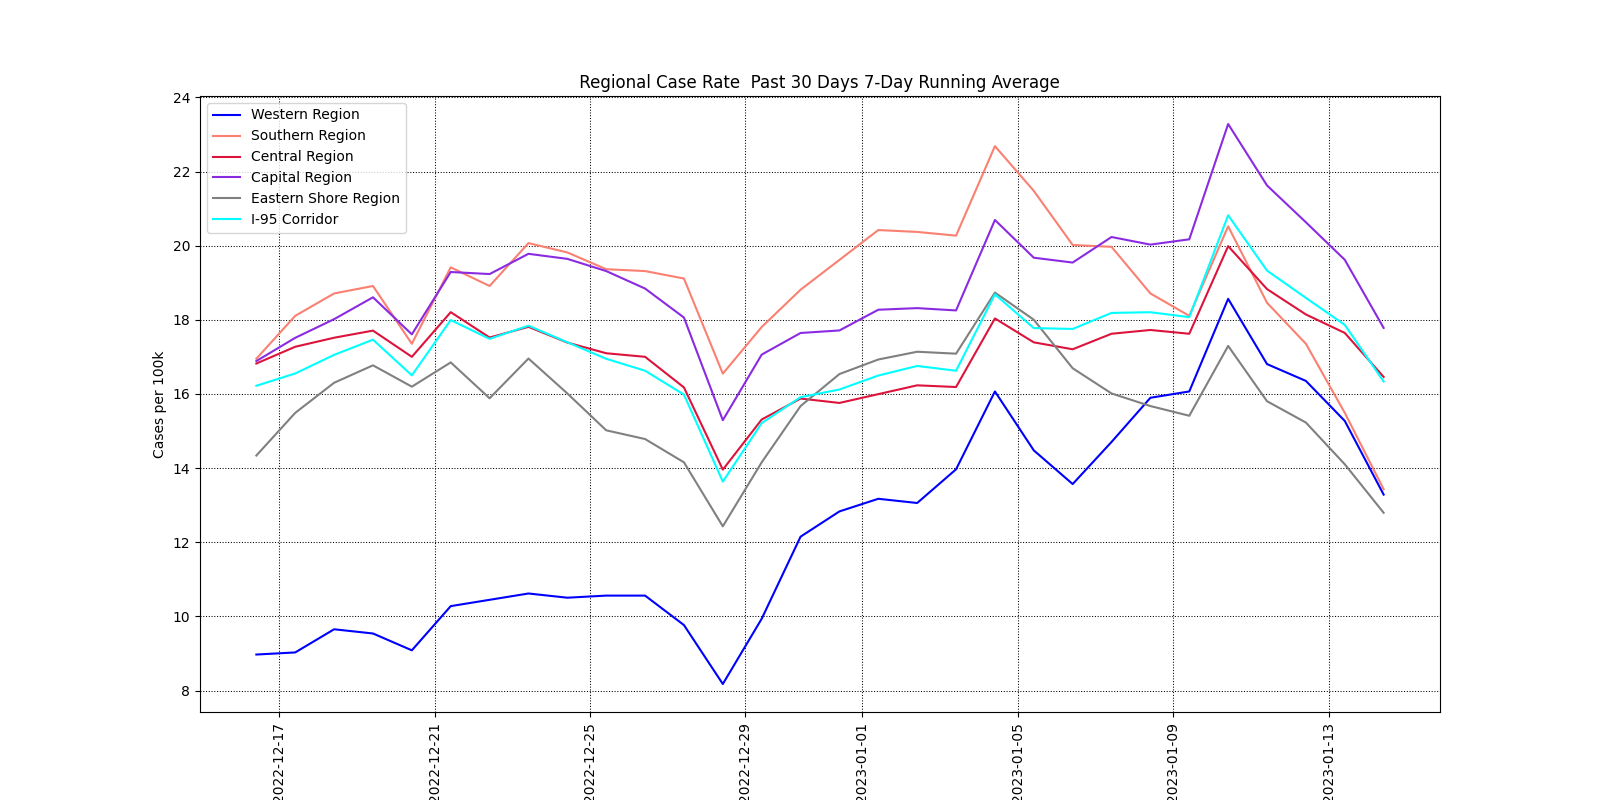 Regional Case Rate  Past 30 Days 7-Day Running Average
24
22
20
18
16
14
12
10
8
Cases per 100k
Western Region
Southern Region
Central Region
Capital Region
Eastern Shore Region
I-95 Corridor
2022-12-17
2022-12-21
2022-12-25
2022-12-29
2023-01-01
2023-01-05
2023-01-09
2023-01-13